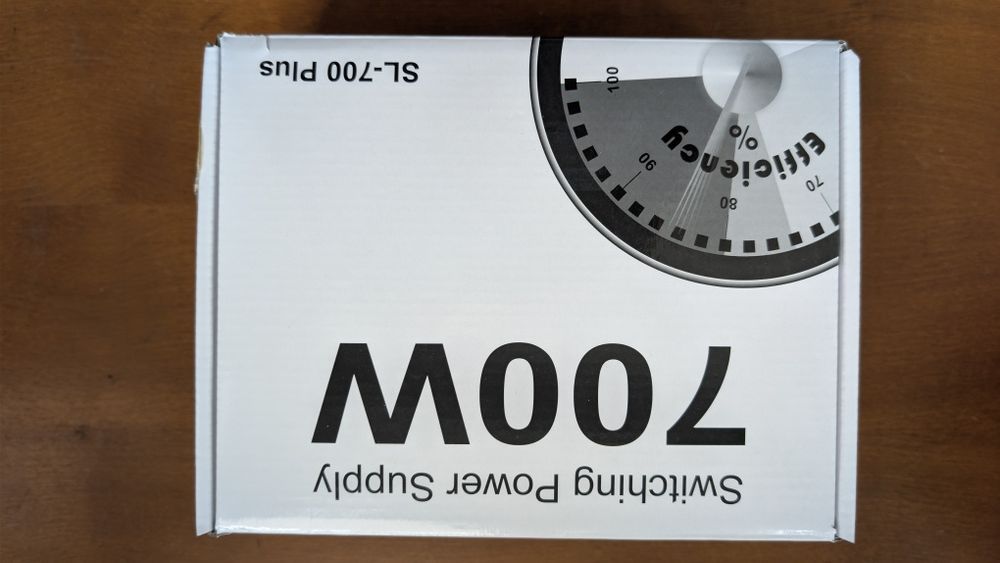 Switching Power Supply
700W
70
80
90
100
Efficiency
%
SL-700 Plus